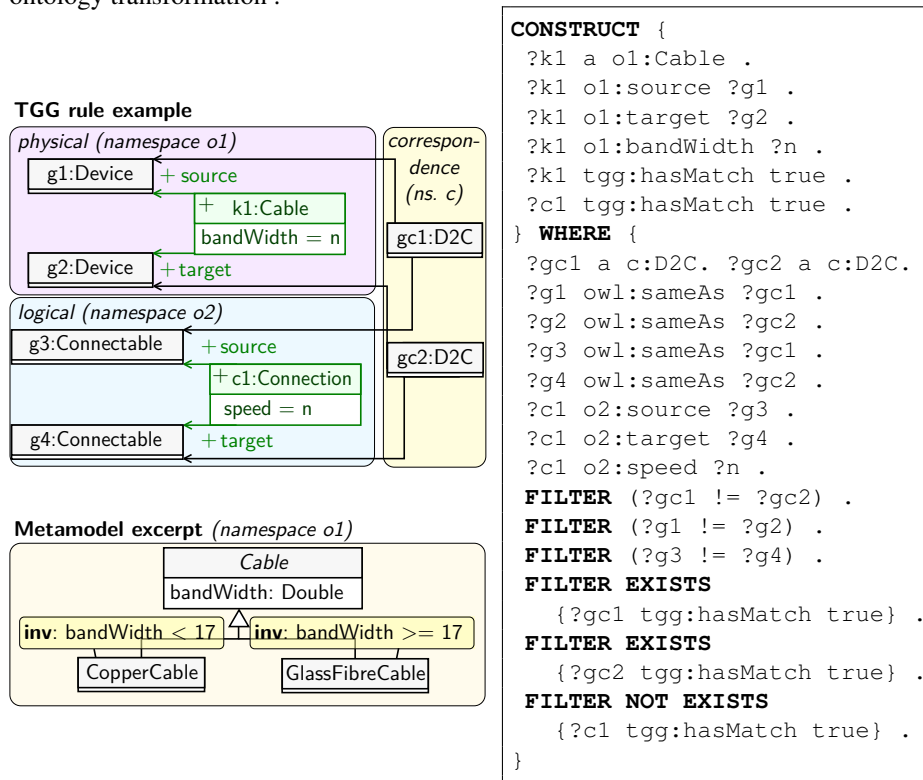 ontology transformation .
TGG rule example
physical (namespace o1)
g1:Device
+ source
+ k1:Cable
bandWidth = n
g2:Device
+ target
correspon-
dence
(ns. c)
gc1:D2C
gc2:D2C
logical (namespace o2)
g3:Connectable
+ source
+ c1:Connection
speed = n
g4:Connectable
+ target
Metamodel excerpt (namespace o1)
Cable
bandWidth: Double
inv: bandWidth < 17
inv: bandWidth >= 17
CopperCable
GlassFibreCable
CONSTRUCT {
?k1 a o1:Cable .
?k1 o1:source ?g1 .
?k1 o1:target ?g2 .
?k1 o1:bandWidth ?n .
?k1 tgg:hasMatch true .
?c1 tgg:hasMatch true .
} WHERE {
?gc1 a c:D2C. ?gc2 a c:D2C.
?g1 owl:sameAs ?gc1 .
?g2 owl:sameAs ?gc2 .
?g3 owl:sameAs ?gc1 .
?g4 owl:sameAs ?gc2 .
?c1 o2:source ?g3 .
?c1 o2:target ?g4 .
?c1 o2:speed ?n .
FILTER (?gc1 != ?gc2) .
FILTER (?g1 != ?g2) .
FILTER (?g3 != ?g4) .
FILTER EXISTS
{?gc1 tgg:hasMatch true} .
FILTER EXISTS
{?gc2 tgg:hasMatch true} .
FILTER NOT EXISTS
{?c1 tgg:hasMatch true} .
}